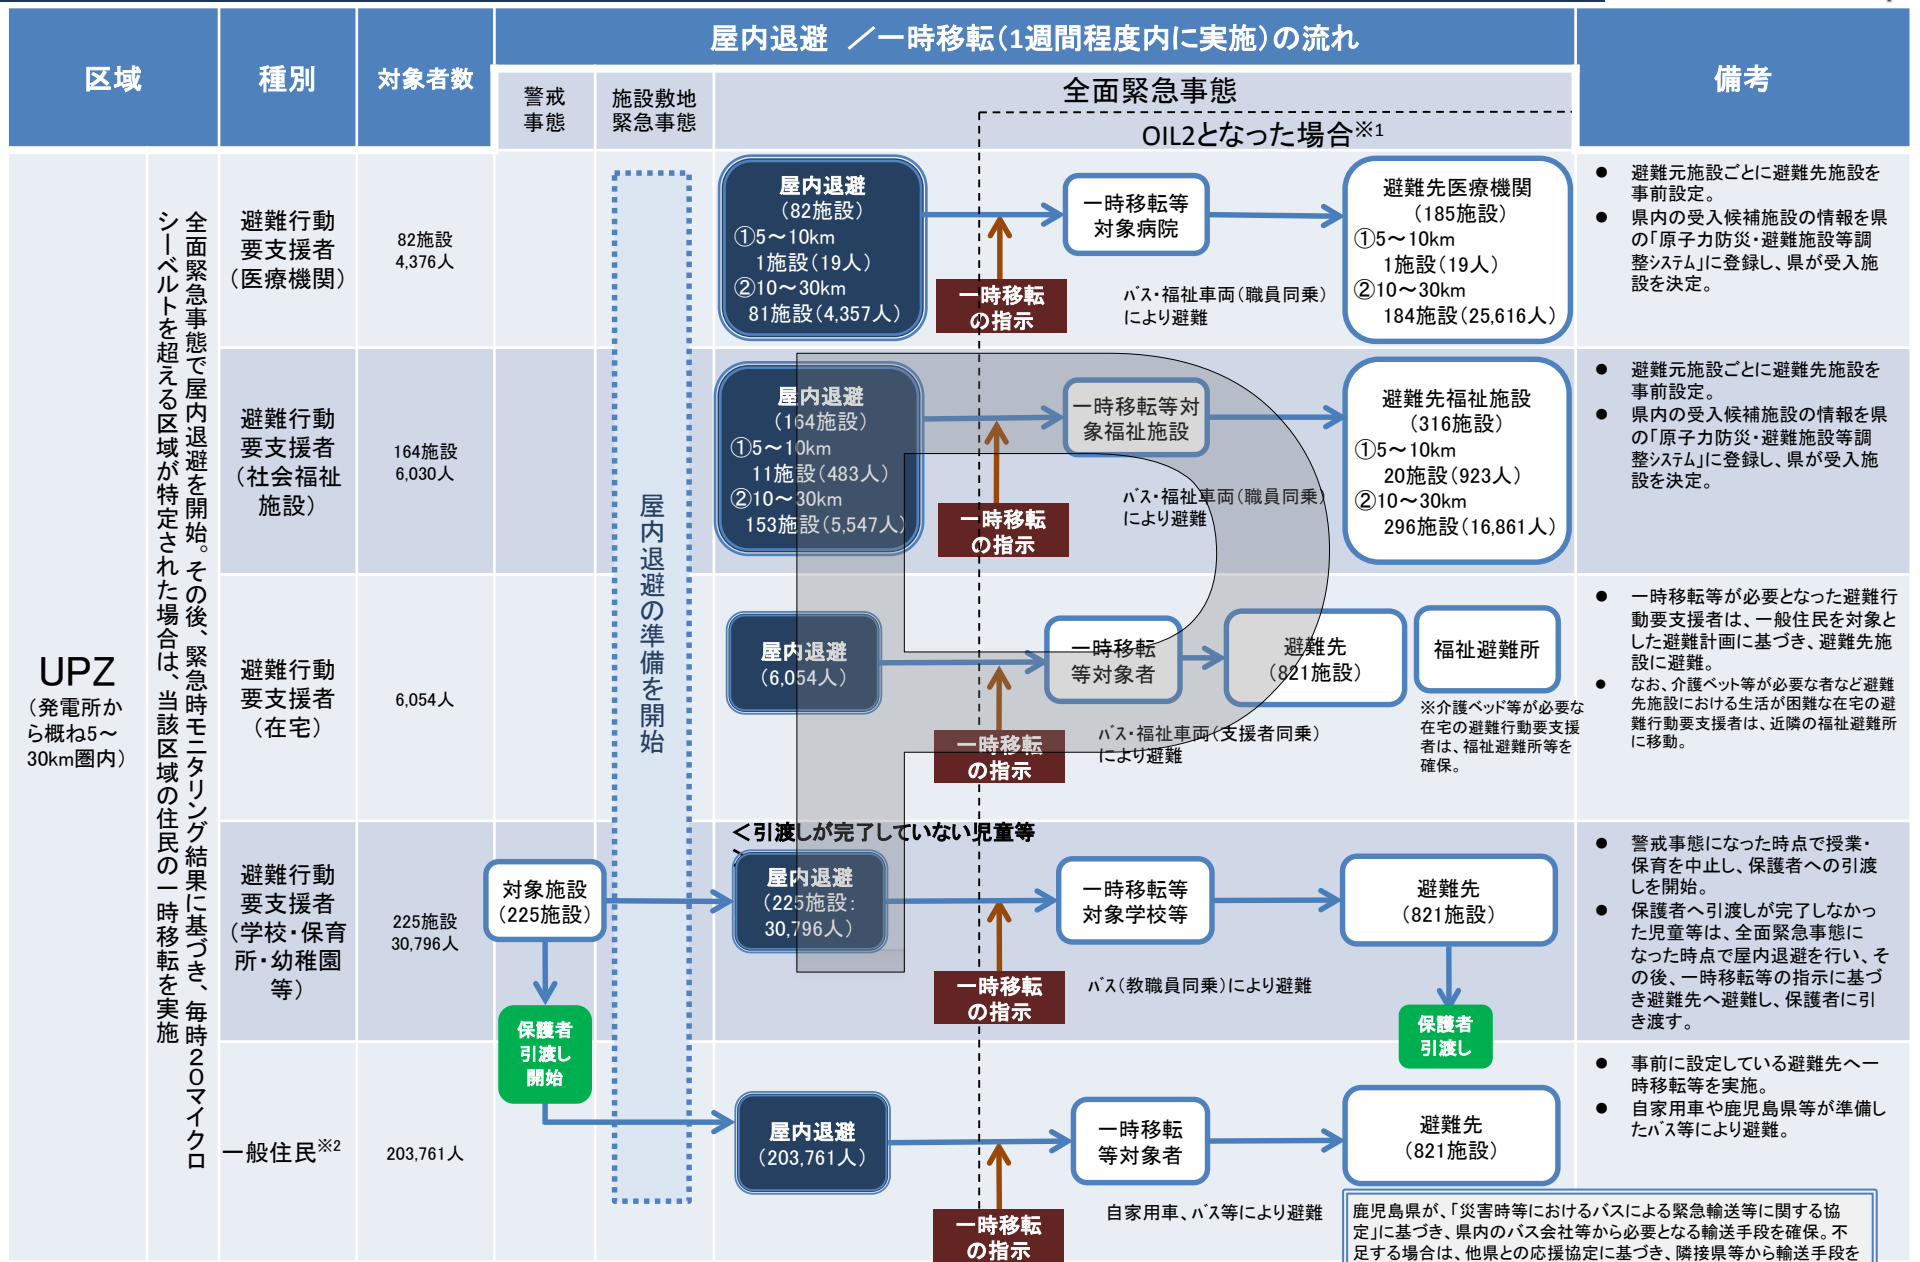 区域
種別
対象者数
屋内退避　／一時移転(1週間程度内に実施)の流れ
備考
警戒
事態
施設敷地
緊急事態
全面緊急事態
OIL2となった場合※1
UPZ
(発電所か
ら概ね5～
30km圏内)
全面緊急事態で屋内退避を開始。その後、緊急時モニタリング結果に基づき、毎時20マイクロ
シーベルトを超える区域が特定された場合は、当該区域の住民の一時移転を実施
屋内退避の準備を開始
避難行動
要支援者
(医療機関)
82施設
4,376人
屋内退避
(82施設)
①5～10km
1施設(19人)
②10～30km
81施設(4,357人)
一時移転
の指示
一時移転等
対象病院
バス・福祉車両(職員同乗)
により避難
避難先医療機関
(185施設)
①5～10km
1施設(19人)
②10～30km
184施設(25,616人)
● 避難元施設ごとに避難先施設を
事前設定。
● 県内の受入候補施設の情報を県
の「原子力防災・避難施設等調
整システム」に登録し、県が受入施
設を決定。
避難行動
要支援者
(社会福祉
施設)
164施設
6,030人
屋内退避
(164施設)
①5～10km
11施設(483人)
②10～30km
153施設(5,547人)
一時移転
の指示
一時移転等対
象福祉施設
バス・福祉車両(職員同乗)
により避難
避難先福祉施設
(316施設)
①5～10km
20施設(923人)
②10～30km
296施設(16,861人)
● 避難元施設ごとに避難先施設を
事前設定。
● 県内の受入候補施設の情報を県
の「原子力防災・避難施設等調
整システム」に登録し、県が受入施
設を決定。
避難行動
要支援者
(在宅)
6,054人
屋内退避
(6,054人)
一時移転
の指示
一時移転
等対象者
バス・福祉車両(支援者同乗)
により避難
避難先
(821施設)
福祉避難所
※介護ベッド等が必要な
在宅の避難行動要支援
者は、福祉避難所等を
確保。
● 一時移転等が必要となった避難行
動要支援者は、一般住民を対象と
した避難計画に基づき、避難先施
設に避難。
● なお、介護ベット等が必要な者など避難
先施設における生活が困難な在宅の避
難行動要支援者は、近隣の福祉避難所
に移動。
避難行動
要支援者
(学校・保育
所・幼稚園
等)
225施設
30,796人
対象施設
(225施設)
保護者
引渡し
開始
＜引渡しが完了していない児童等
＞
屋内退避
(225施設:
30,796人)
一時移転
の指示
一時移転等
対象学校等
バス(教職員同乗)により避難
避難先
(821施設)
保護者
引渡し
● 警戒事態になった時点で授業・
保育を中止し、保護者への引渡
しを開始。
● 保護者へ引渡しが完了しなかっ
た児童等は、全面緊急事態に
なった時点で屋内退避を行い、そ
の後、一時移転等の指示に基づ
き避難先へ避難し、保護者に引
き渡す。
一般住民※2
203,761人
屋内退避
(203,761人)
一時移転
の指示
一時移転
等対象者
自家用車、バス等により避難
避難先
(821施設)
● 事前に設定している避難先へ一
時移転等を実施。
● 自家用車や鹿児島県等が準備し
たバス等により避難。
鹿児島県が、「災害時等におけるバスによる緊急輸送等に関する協
定」に基づき、県内のバス会社等から必要となる輸送手段を確保。不
足する場合は、他県との応援協定に基づき、隣接県等から輸送手段を